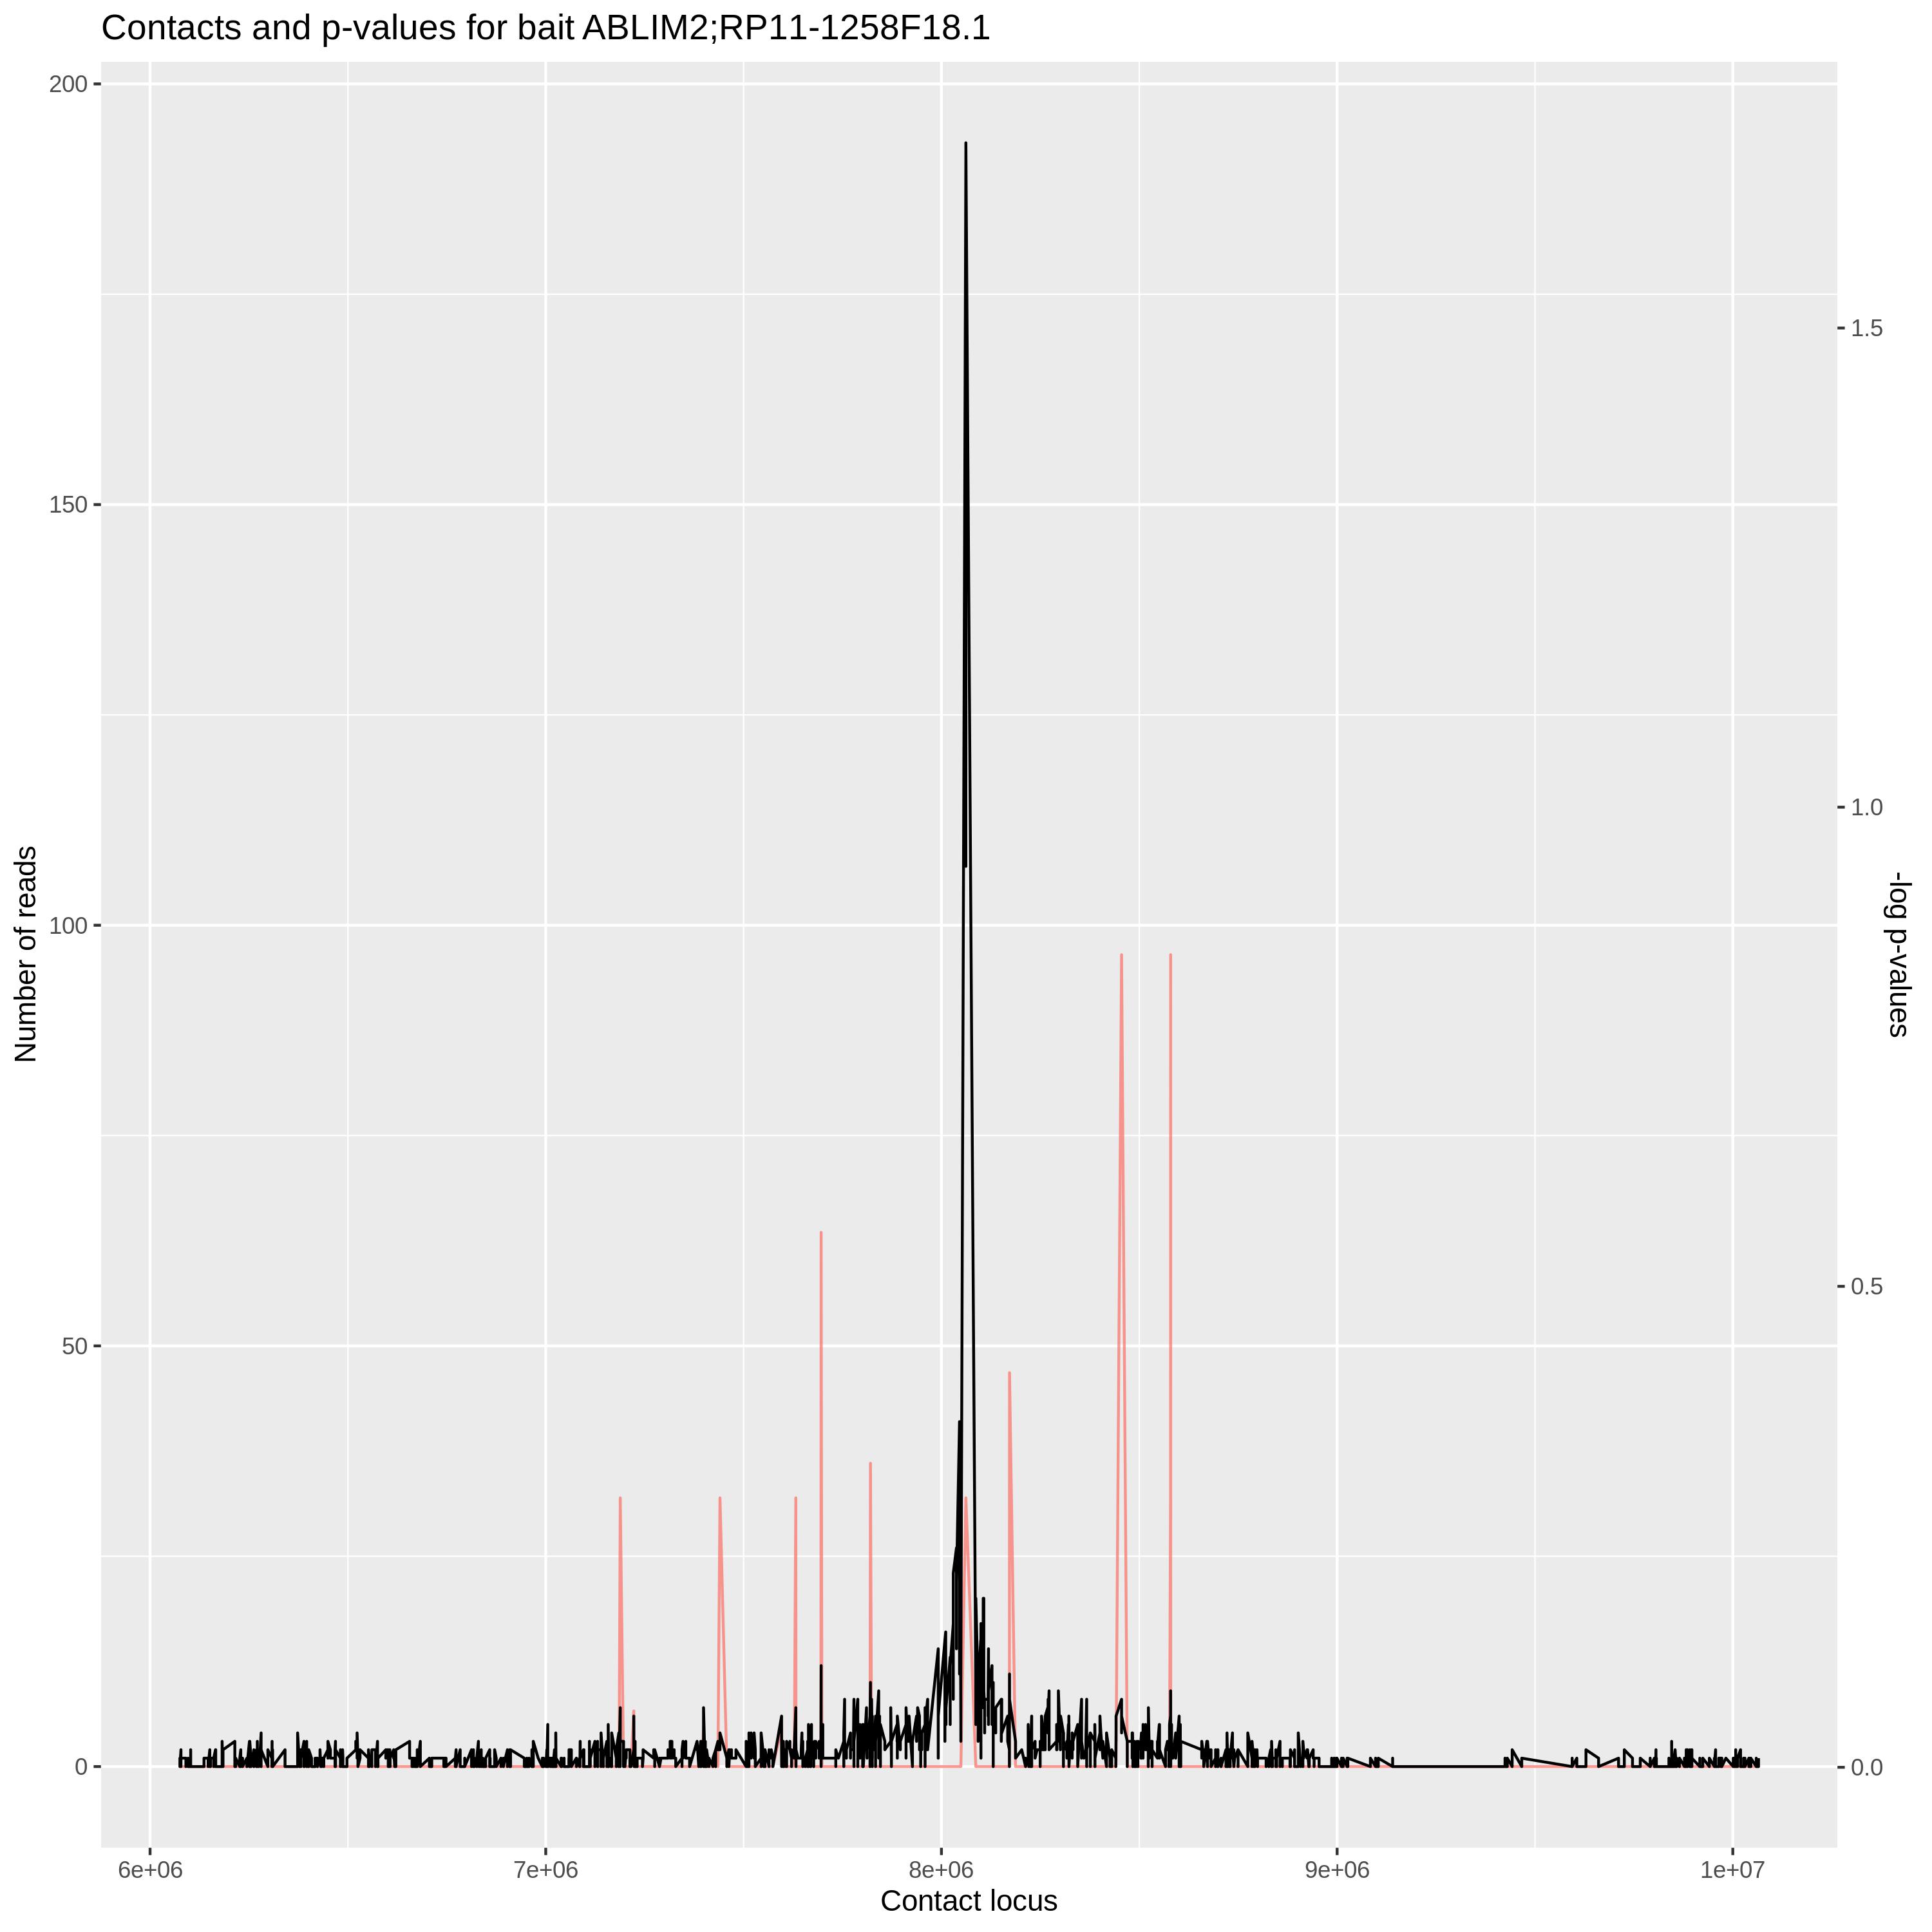 Contacts and p-values for bait ABLIM2;RP11-1258F18.1
200
150
100
50
0
Number of reads
1.5
1.0
0.5
0.0
-log p-values
6e+06 7e+06 8e+06 9e+06 1e+07
Contact locus